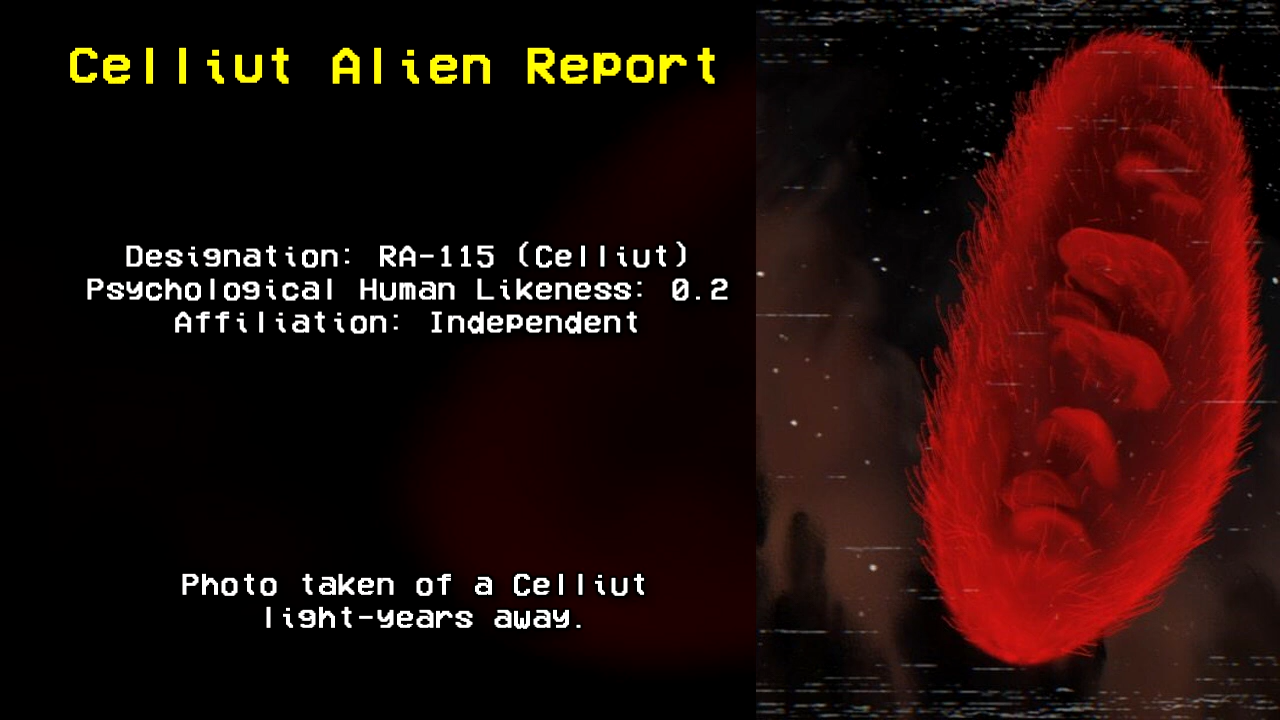 Celliut Alien Report
Designation: RA-115 (Celliut)
Psychological Human Likeness: 0.2
Affiliation: Independent
Photo taken of a Celliut
light-years away.